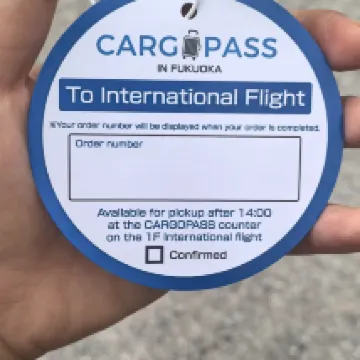 CARGOPASS
IN FUKUOKA
To International Flight
※Your order number will be displayed when your order is completed.
Order number
Available for pickup after 14:00
at the CARGOPASS counter
on the 1F International flight
Confirmed